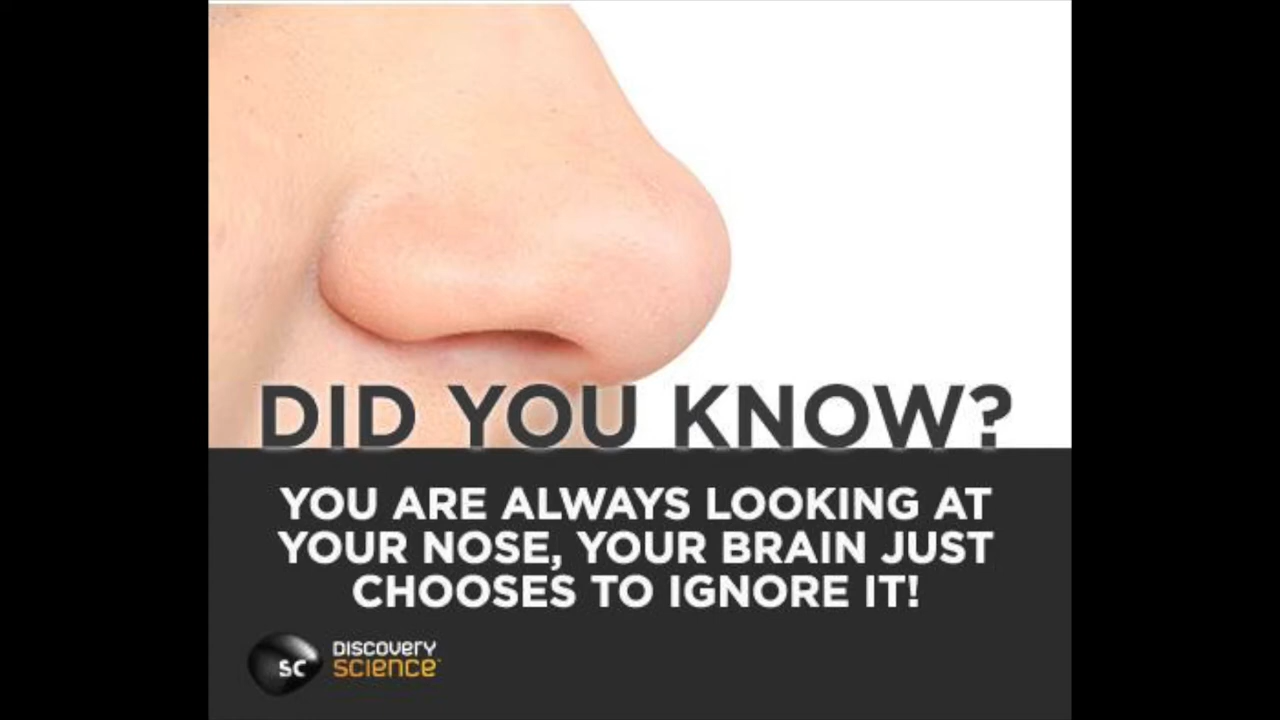 DID YOU KNOW?
YOU ARE ALWAYS LOOKING AT
YOUR NOSE, YOUR BRAIN JUST
CHOOSES TO IGNORE IT!
SC
DISCOVERY
SCIENCE